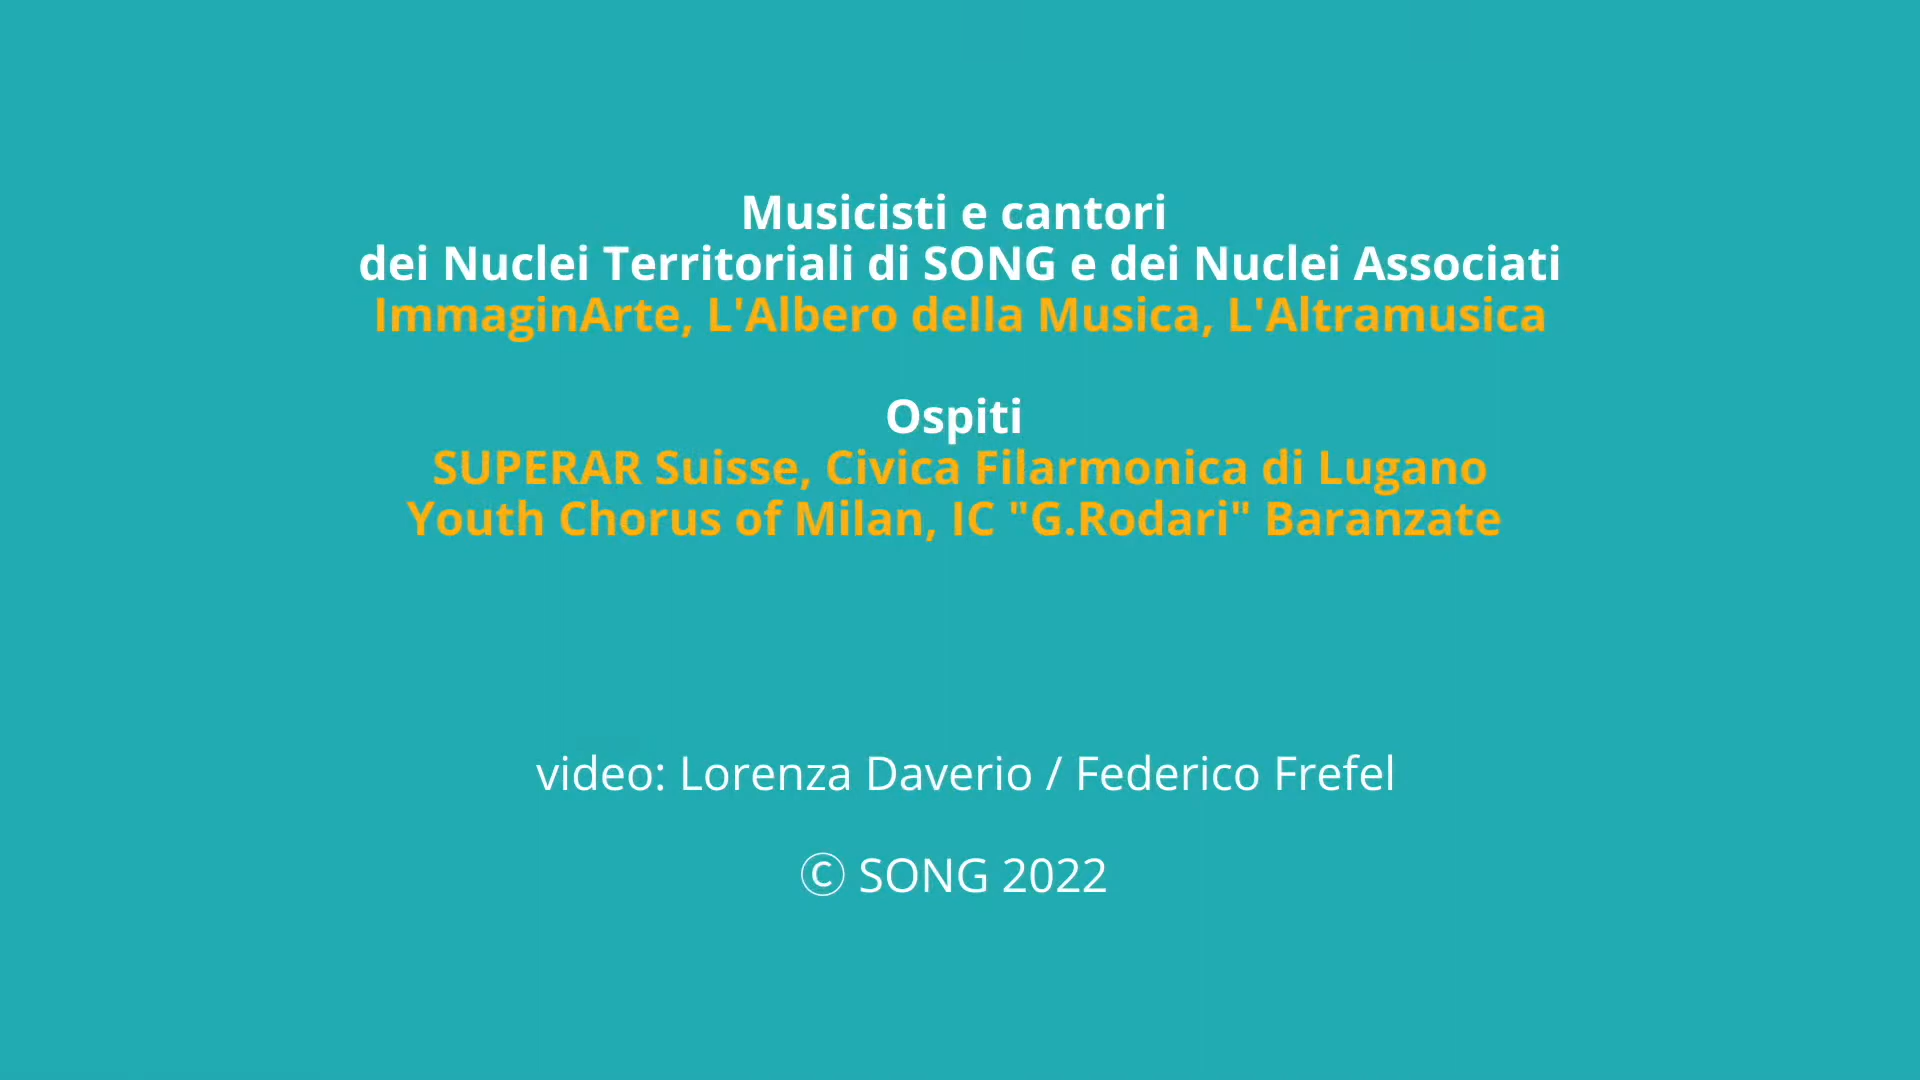 Musicisti e cantori
dei Nuclei Territoriali di SONG e dei Nuclei Associati
ImmaginArte, L'Albero della Musica, L'Altramusica
Ospiti
SUPERAR Suisse, Civica Filarmonica di Lugano
Youth Chorus of Milan, IC "G.Rodari" Baranzate
video: Lorenza Daverio / Federico Frefel
© SONG 2022